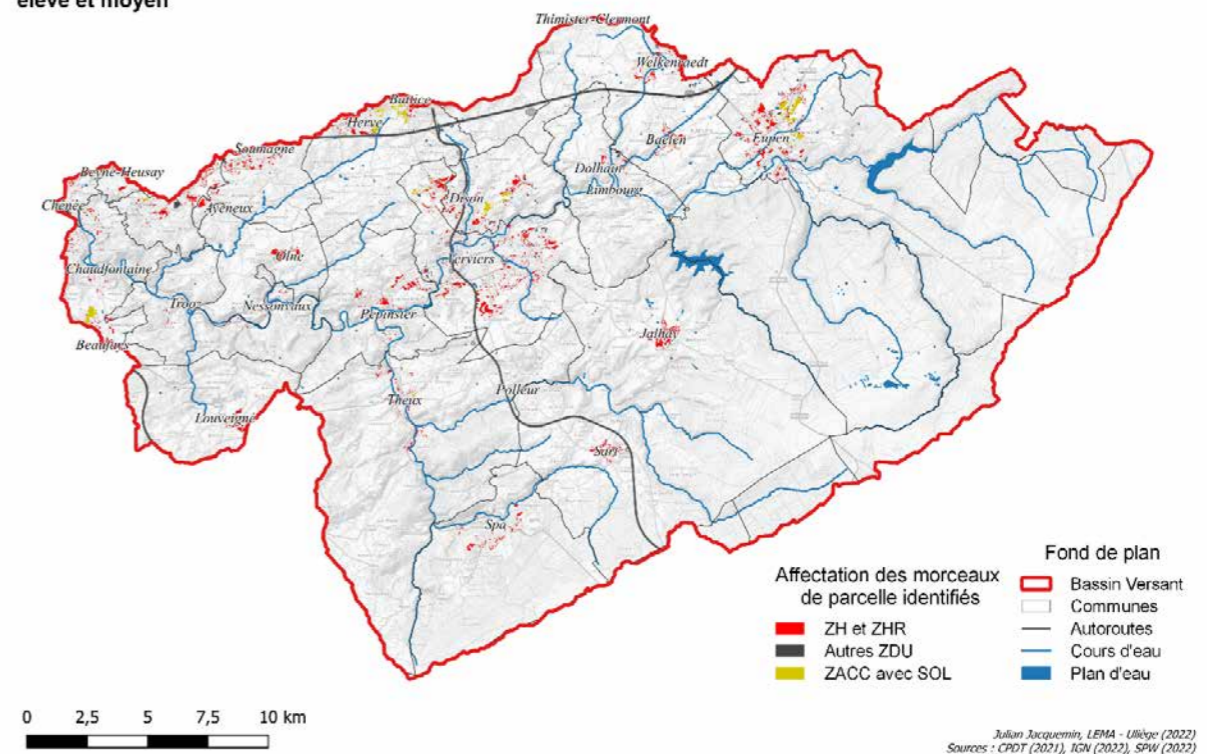 élevé et moyen
Thimister-Clermont
Welkenraedt
Battice
Herve
Baelen
Eupen
Soumagne
Beyne-Heusay
Dolhain
Limbourg
Dison
Chenée
Ayeneux
Olne
Verviers
Chaudfontaine
Trooz
Nessonvaux
Pepinster
Jalhay
Beaufays
Polleur
Theux
Louveigné
Sart
Spa
Affectation des morceaux
de parcelle identifiés
ZH et ZHR
Autres ZDU
ZACC avec SOL
Fond de plan
Bassin Versant
Communes
Autoroutes
Cours d'eau
Plan d'eau
0 2,5 5 7,5 10 km
Julian Jacquemin, LEMA - Uliège (2022)
Sources : CPDT (2021), IGN (2022), SPW (2022)